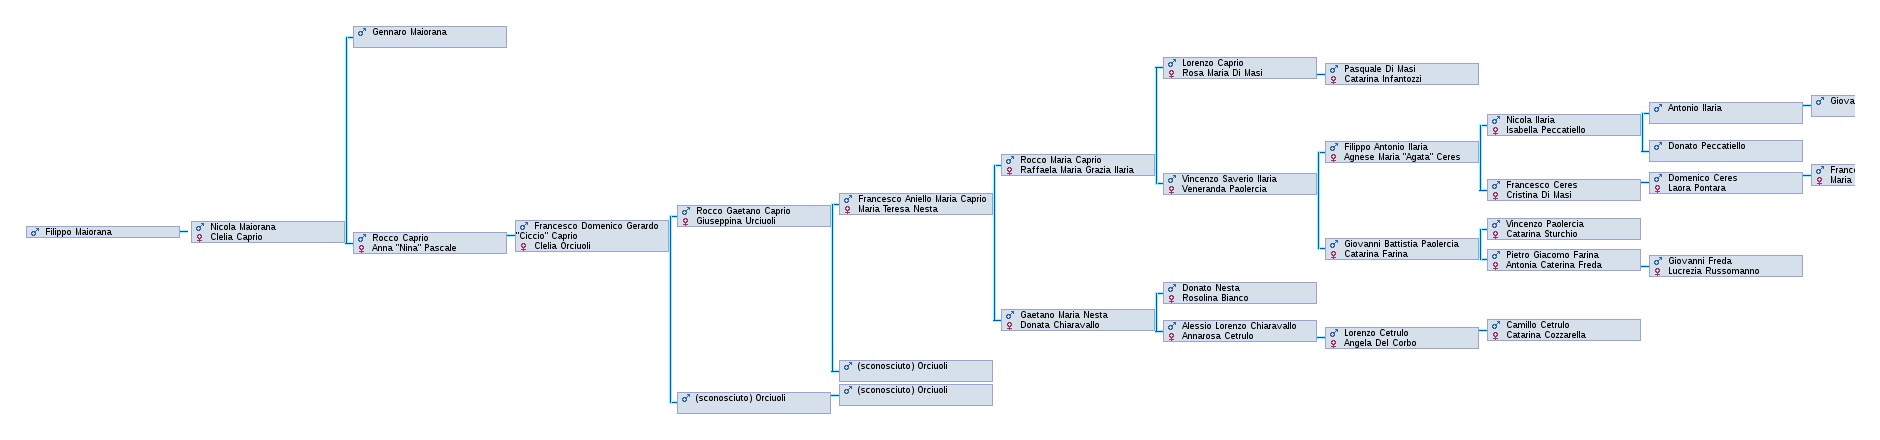 Filippo Maiorana
Nicola Maiorana
Clelia Caprio
Gennaro Maiorana
Rocco Caprio
Anna "Nina" Pascale
Francesco Domenico Gerardo
"Ciccio" Caprio
Clelia Orciuoli
Rocco Gaetano Caprio
Giuseppina Urciuoli
(sconosciuto) Orciuoli
Francesco Aniello Maria Caprio
Maria Teresa Nesta
(sconosciuto) Orciuoli
(sconosciuto) Orciuoli
Rocco Maria Caprio
Raffaela Maria Grazia Ilaria
Gaetano Maria Nesta
Donata Chiaravallo
Lorenzo Caprio
Rosa Maria Di Masi
Vincenzo Saverio Ilaria
Veneranda Paolercia
Donato Nesta
Rosolina Bianco
Alessio Lorenzo Chiaravallo
Annarosa Cetrulo
Pasquale Di Masi
Catarina Infantozzi
Filippo Antonio Ilaria
Agnese Maria "Agata" Ceres
Giovanni Battistia Paolercia
Catarina Farina
Lorenzo Cetrulo
Angela Del Corbo
Nicola Ilaria
Isabella Peccatiello
Francesco Ceres
Cristina Di Masi
Vincenzo Paolercia
Catarina Sturchio
Pietro Giacomo Farina
Antonia Caterina Freda
Camillo Cetrulo
Catarina Cozzarella
Antonio Ilaria
Donato Peccatiello
Domenico Ceres
Laora Pontara
Giovanni Freda
Lucrezia Russomanno
Giova
Franc
Maria